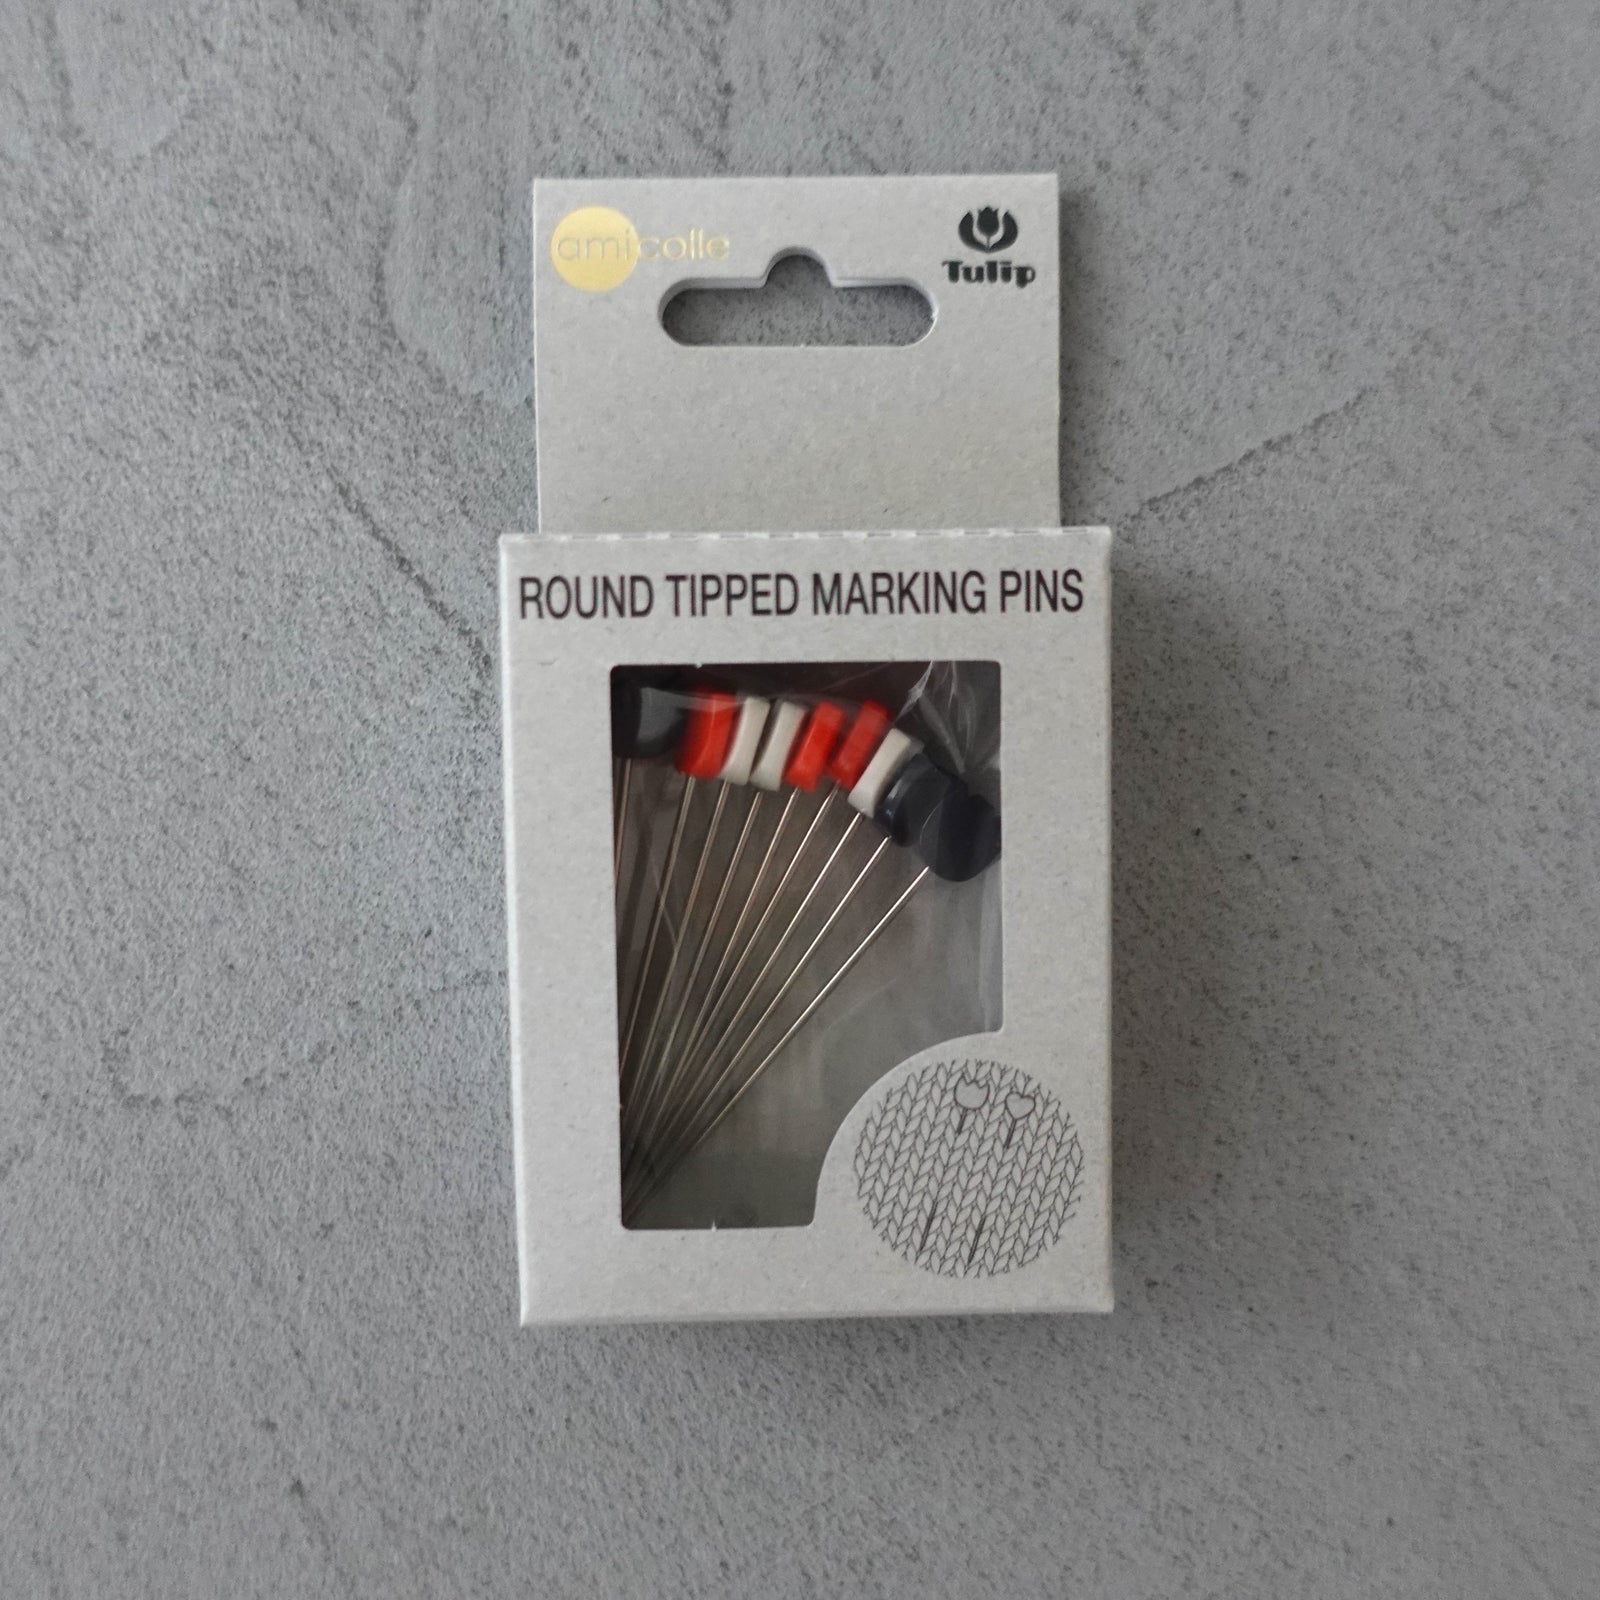 amicolle
Tulip
ROUND TIPPED MARKING PINS